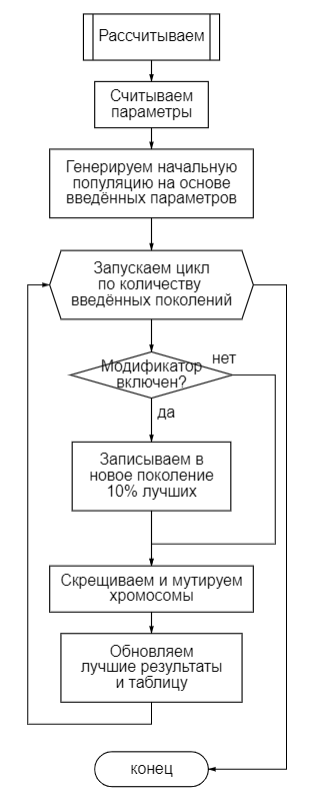 Рассчитываем
Считываем
параметры
Генерируем начальную
популяцию на основе
введённых параметров
Запускаем цикл
по количеству
введённых поколений
Модификатор
включен?
нет
да
Записываем в
новое поколение
10% лучших
Скрещиваем и мутируем
хромосомы
Обновляем
лучшие результаты
и таблицу
конец